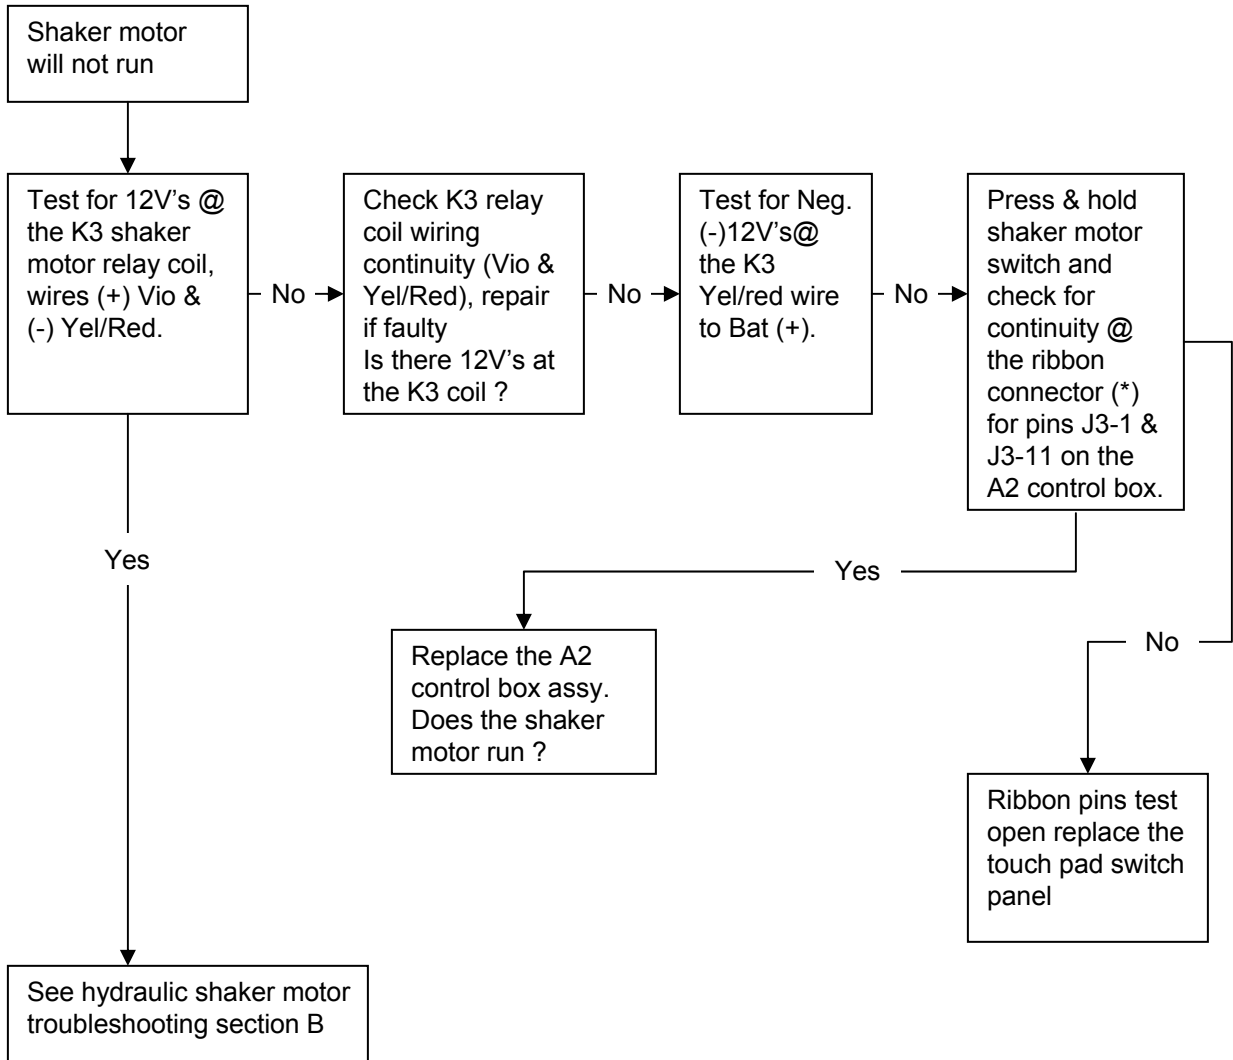 Shaker motor
will not run
Test for 12V's @
the K3 shaker
motor relay coil,
wires (+) Vio &
(-) Yel/Red.
No
Check K3 relay
coil wiring
continuity (Vio &
Yel/Red), repair
if faulty
Is there 12V's at
the K3 coil ?
No
Test for Neg.
(-)12V's@
the K3
Yel/red wire
to Bat (+).
No
Press & hold
shaker motor
switch and
check for
continuity @
the ribbon
connector (*)
for pins J3-1 &
J3-11 on the
A2 control box.
Yes
Yes
No
Replace the A2
control box assy.
Does the shaker
motor run ?
Ribbon pins test
open replace the
touch pad switch
panel
See hydraulic shaker motor
troubleshooting section B